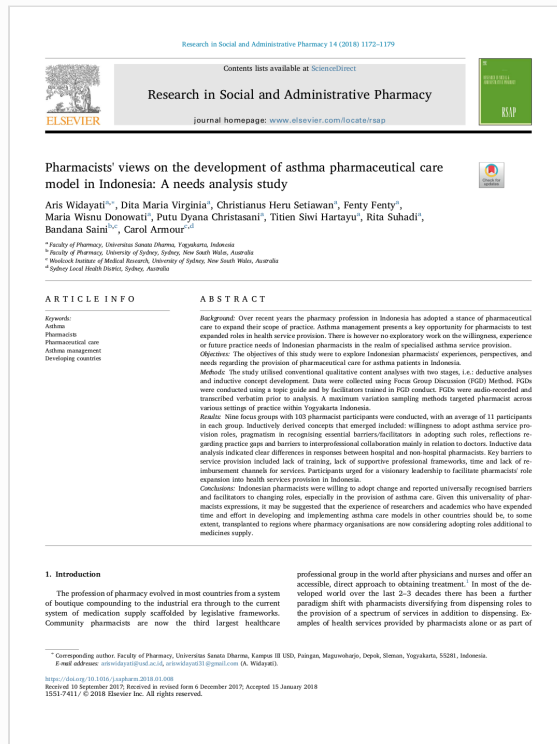 Research in Social and Administrative Pharmacy 14 (2018) 1172–1179
Contents lists available at ScienceDirect
Research in Social and Administrative Pharmacy
journal homepage: www.elsevier.com/locate/rsap
ELSEVIER
RSAP
Pharmacists' views on the development of asthma pharmaceutical care
model in Indonesia: A needs analysis study
Check for
updates
Aris Widayati a,*, Dita Maria Virginia a, Christianus Heru Setiawan a, Fenty Fenty a,
Maria Wisnu Donowati a, Putu Dyana Christasani a, Titien Siwi Hartayu a, Rita Suhadi a,
Bandana Saini b,c, Carol Armour c,d
a Faculty of Pharmacy, Universitas Sanata Dharma, Yogyakarta, Indonesia
b Faculty of Pharmacy, University of Sydney, Sydney, New South Wales, Australia
c Woolcock Institute of Medical Research, University of Sydney, New South Wales, Australia
d Sydney Local Health District, Sydney, Australia
ARTICLE INFO
Keywords:
Asthma
Pharmacists
Pharmaceutical care
Asthma management
Developing countries
ABSTRACT
Background: Over recent years the pharmacy profession in Indonesia has adopted a stance of pharmaceutical
care to expand their scope of practice. Asthma management presents a key opportunity for pharmacists to test
expanded roles in health service provision. There is however no exploratory work on the willingness, experience
or future practice needs of Indonesian pharmacists in the realm of specialised asthma service provision.
Objectives: The objectives of this study were to explore Indonesian pharmacists' experiences, perspectives, and
needs regarding the provision of pharmaceutical care for asthma patients in Indonesia.
Methods: The study utilised conventional qualitative content analyses with two stages, i.e.: deductive analyses
and inductive concept development. Data were collected using Focus Group Discussion (FGD) Method. FGDs
were conducted using a topic guide and by facilitators trained in FGD conduct. FGDs were audio-recorded and
transcribed verbatim prior to analysis. A maximum variation sampling methods targeted pharmacist across
various settings of practice within Yogyakarta Indonesia.
Results: Nine focus groups with 103 pharmacist participants were conducted, with an average of 11 participants
in each group. Inductively derived concepts that emerged included: willingness to adopt asthma service pro-
vision roles, pragmatism in recognising essential barriers/facilitators in adopting such roles, reflections re-
garding practice gaps and barriers to interprofessional collaboration mainly in relation to doctors. Inductive data
analysis indicated clear differences in responses between hospital and non-hospital pharmacists. Key barriers to
service provision included lack of training, lack of supportive professional frameworks, time and lack of re-
imbursement channels for services. Participants urged for a visionary leadership to facilitate pharmacists' role
expansion into health services provision in Indonesia.
Conclusions: Indonesian pharmacists were willing to adopt change and reported universally recognised barriers
and facilitators to changing roles, especially in the provision of asthma care. Given this universality of phar-
macists expressions, it may be suggested that the experience of researchers and academics who have expended
time and effort in developing and implementing asthma care models in other countries should be, to some
extent, transplanted to regions where pharmacy organisations are now considering adopting roles additional to
medicines supply.
1. Introduction
The profession of pharmacy evolved in most countries from a system
of boutique compounding to the industrial era through to the current
system of medication supply scaffolded by legislative frameworks.
Community pharmacists are now the third largest healthcare
professional group in the world after physicians and nurses and offer an
accessible, direct approach to obtaining treatment.1 In most of the de-
veloped world over the last 2–3 decades there has been a further
paradigm shift with pharmacists diversifying from dispensing roles to
the provision of a spectrum of services in addition to dispensing. Ex-
amples of health services provided by pharmacists alone or as part of
* Corresponding author. Faculty of Pharmacy, Universitas Sanata Dharma, Kampus III USD, Paingan, Maguwoharjo, Depok, Sleman, Yogyakarta, 55281, Indonesia.
E-mail addresses: ariswidayati@usd.ac.id, ariswidayati31@gmail.com (A. Widayati).
https://doi.org/10.1016/j.sapharm.2018.01.008
Received 10 September 2017; Received in revised form 6 December 2017; Accepted 15 January 2018
1551-7411/ © 2018 Elsevier Inc. All rights reserved.